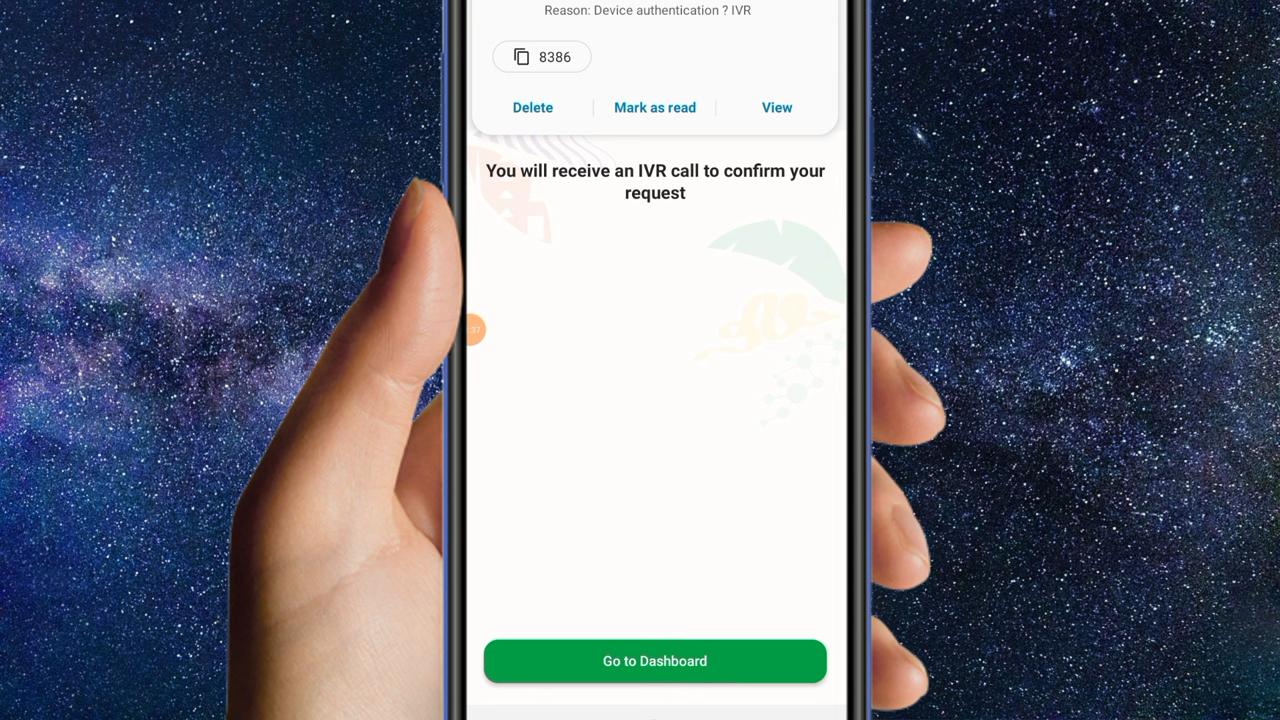 Reason: Device authentication ? IVR
8386
Delete
Mark as read
View
You will receive an IVR call to confirm your
request
:37
Go to Dashboard